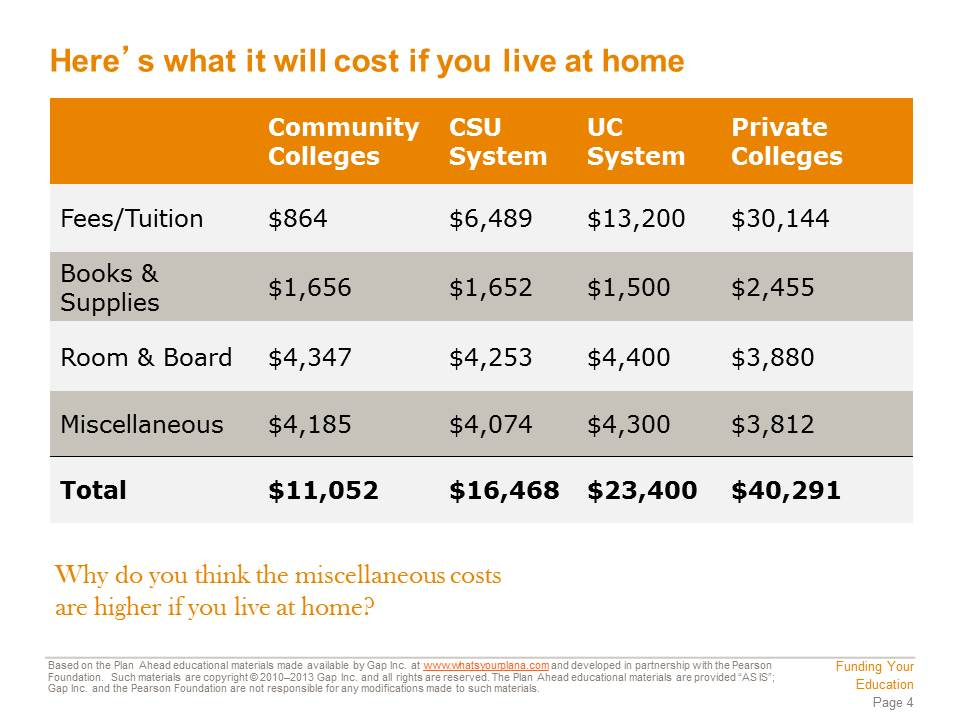 Here’s what it will cost if you live at home
Community Colleges CSU System UC System Private Colleges
Fees/Tuition $864 $6,489 $13,200 $30,144
Books & Supplies $1,656 $1,652 $1,500 $2,455
Room & Board $4,347 $4,253 $4,400 $3,880
Miscellaneous $4,185 $4,074 $4,300 $3,812
Total $11,052 $16,468 $23,400 $40,291
Why do you think the miscellaneous costs
are higher if you live at home?
Based on the Plan Ahead educational materials made available by Gap Inc. at www.whatsyourplana.com and developed in partnership with the Pearson
Foundation. Such materials are copyright © 2010–2013 Gap Inc. and all rights are reserved. The Plan Ahead educational materials are provided “AS IS”;
Gap Inc. and the Pearson Foundation are not responsible for any modifications made to such materials.
Funding Your
Education
Page 4